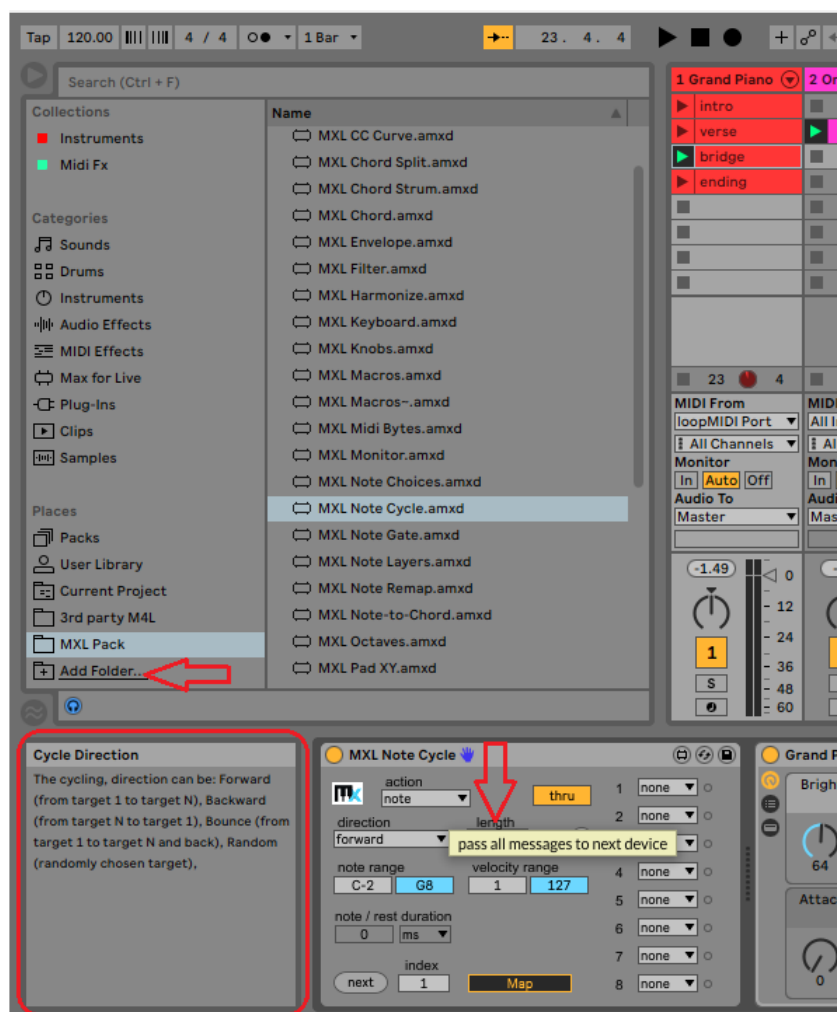 Tap 120.00 4 / 4 1 Bar 23. 4. 4
Search (Ctrl + F)
Collections
Instruments
Midi Fx
Categories
Sounds
Drums
Instruments
Audio Effects
MIDI Effects
Max for Live
Plug-Ins
Clips
Samples
Places
Packs
User Library
Current Project
3rd party M4L
MXL Pack
Add Folder...
Name
MXL CC Curve.amxd
MXL Chord Split.amxd
MXL Chord Strum.amxd
MXL Chord.amxd
MXL Envelope.amxd
MXL Filter.amxd
MXL Harmonize.amxd
MXL Keyboard.amxd
MXL Knobs.amxd
MXL Macros.amxd
MXL Macros~.amxd
MXL Midi Bytes.amxd
MXL Monitor.amxd
MXL Note Choices.amxd
MXL Note Cycle.amxd
MXL Note Gate.amxd
MXL Note Layers.amxd
MXL Note Remap.amxd
MXL Note-to-Chord.amxd
MXL Octaves.amxd
MXL Pad XY.amxd
1 Grand Piano
intro
verse
bridge
ending
23 4
MIDI From
loopMIDI Port
All Channels
Monitor
In Auto Off
Audio To
Master
-1.49
0
12
24
36
48
60
1
S
2
MIDI
All
In
Mas
Cycle Direction
The cycling, direction can be: Forward
(from target 1 to target N), Backward
(from target N to target 1), Bounce (from
target 1 to target N and back), Random
(randomly chosen target),
MXL Note Cycle
mx
action
note
thru
direction
length
forward
pass all messages to next device
note range
velocity range
C-2 G8 1 127
note / rest duration
0 ms
index
next 1 Map
1 none
2 none
4 none
5 none
6 none
7 none
8 none
Grand
Brigh
64
Attac
0